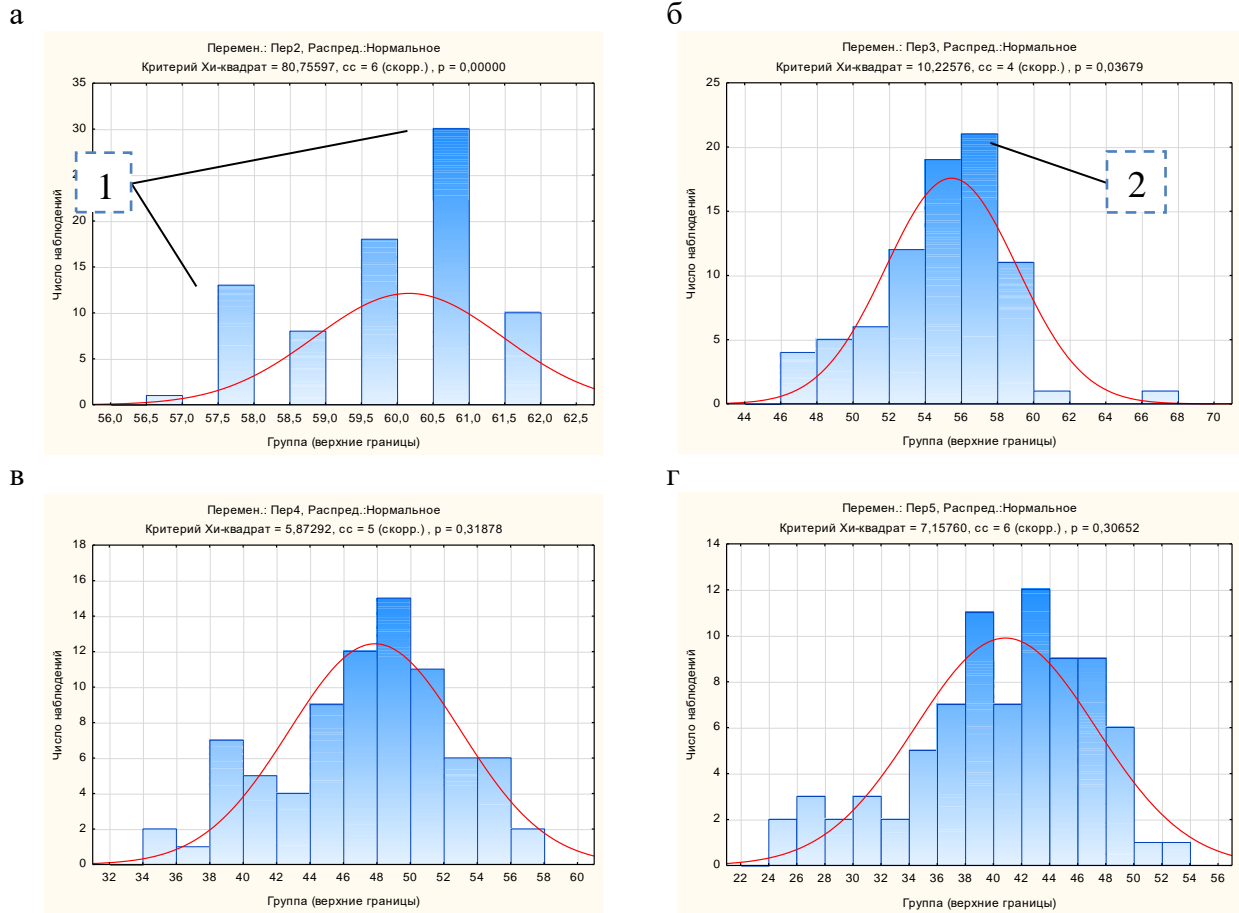 а
Перемен.: Пер2, Распред.:Нормальное
Критерий Хи-квадрат = 80,75597, сс = 6 (скорр.) , p = 0,00000
35
30
15
10
5
0
56,0 56,5 57,0 57,5 58,0 58,5 59,0 59,5 60,0 60,5 61,0 61,5 62,0 62,5
Число наблюдений
Группа (верхние границы)
1
б
Перемен.: Пер3, Распред.:Нормальное
Критерий Хи-квадрат = 10,22576, сс = 4 (скорр.) , p = 0,03679
25
20
15
10
5
0
44 46 48 50 52 54 56 58 60 62 64 66 68 70
Число наблюдений
Группа (верхние границы)
2
в
Перемен.: Пер4, Распред.:Нормальное
Критерий Хи-квадрат = 5,87292, сс = 5 (скорр.) , p = 0,31878
18
16
14
12
10
8
6
4
2
0
32 34 36 38 40 42 44 46 48 50 52 54 56 58 60
Число наблюдений
Группа (верхние границы)
г
Перемен.: Пер5, Распред.:Нормальное
Критерий Хи-квадрат = 7,15760, сс = 6 (скорр.) , p = 0,30652
14
12
10
8
6
4
2
0
22 24 26 28 30 32 34 36 38 40 42 44 46 48 50 52 54 56
Число наблюдений
Группа (верхние границы)